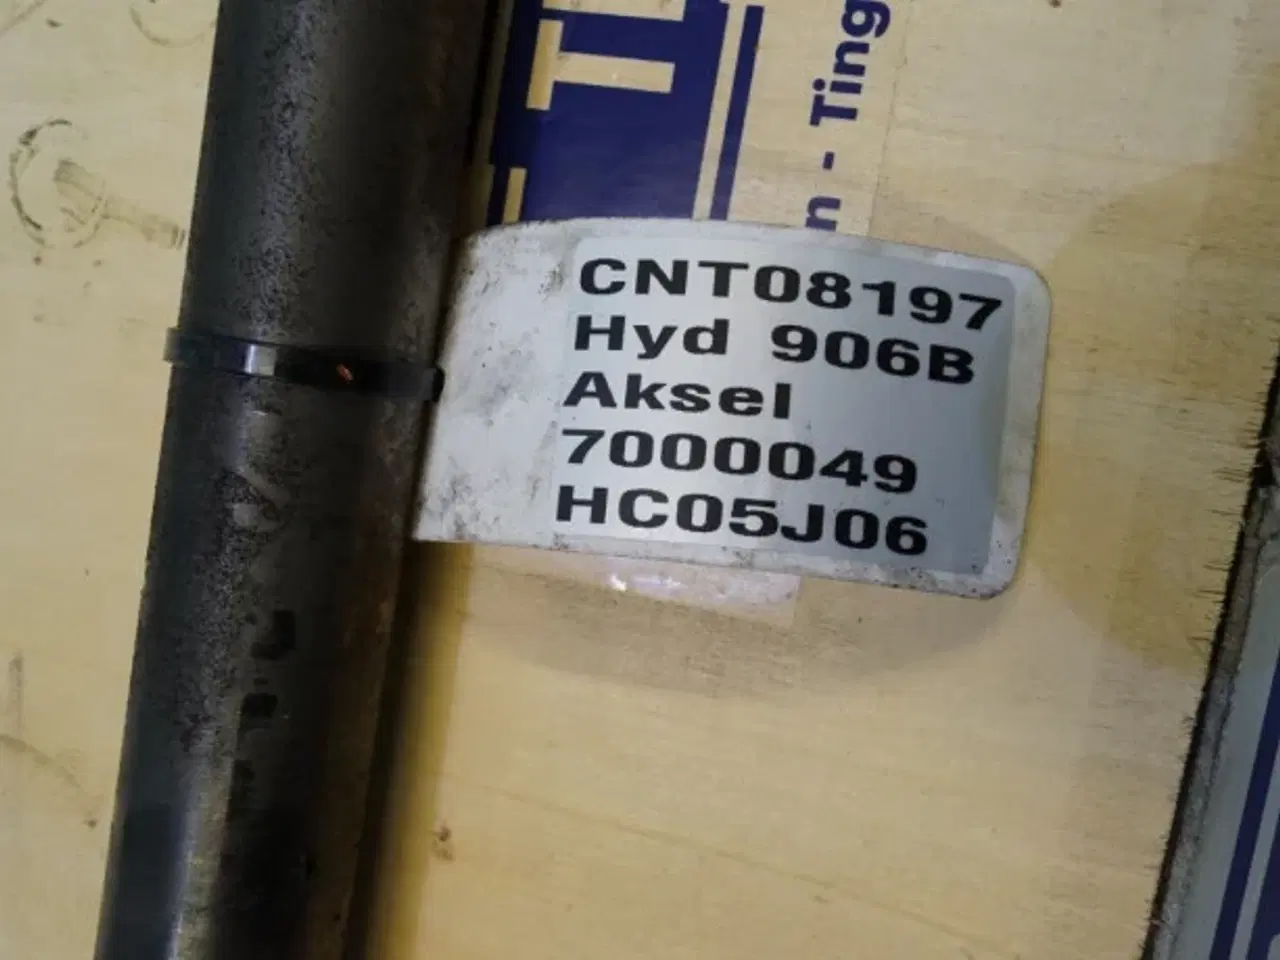 CNT08197
Hyd 906B
Aksel
7000049
HC05J06
n - Ting